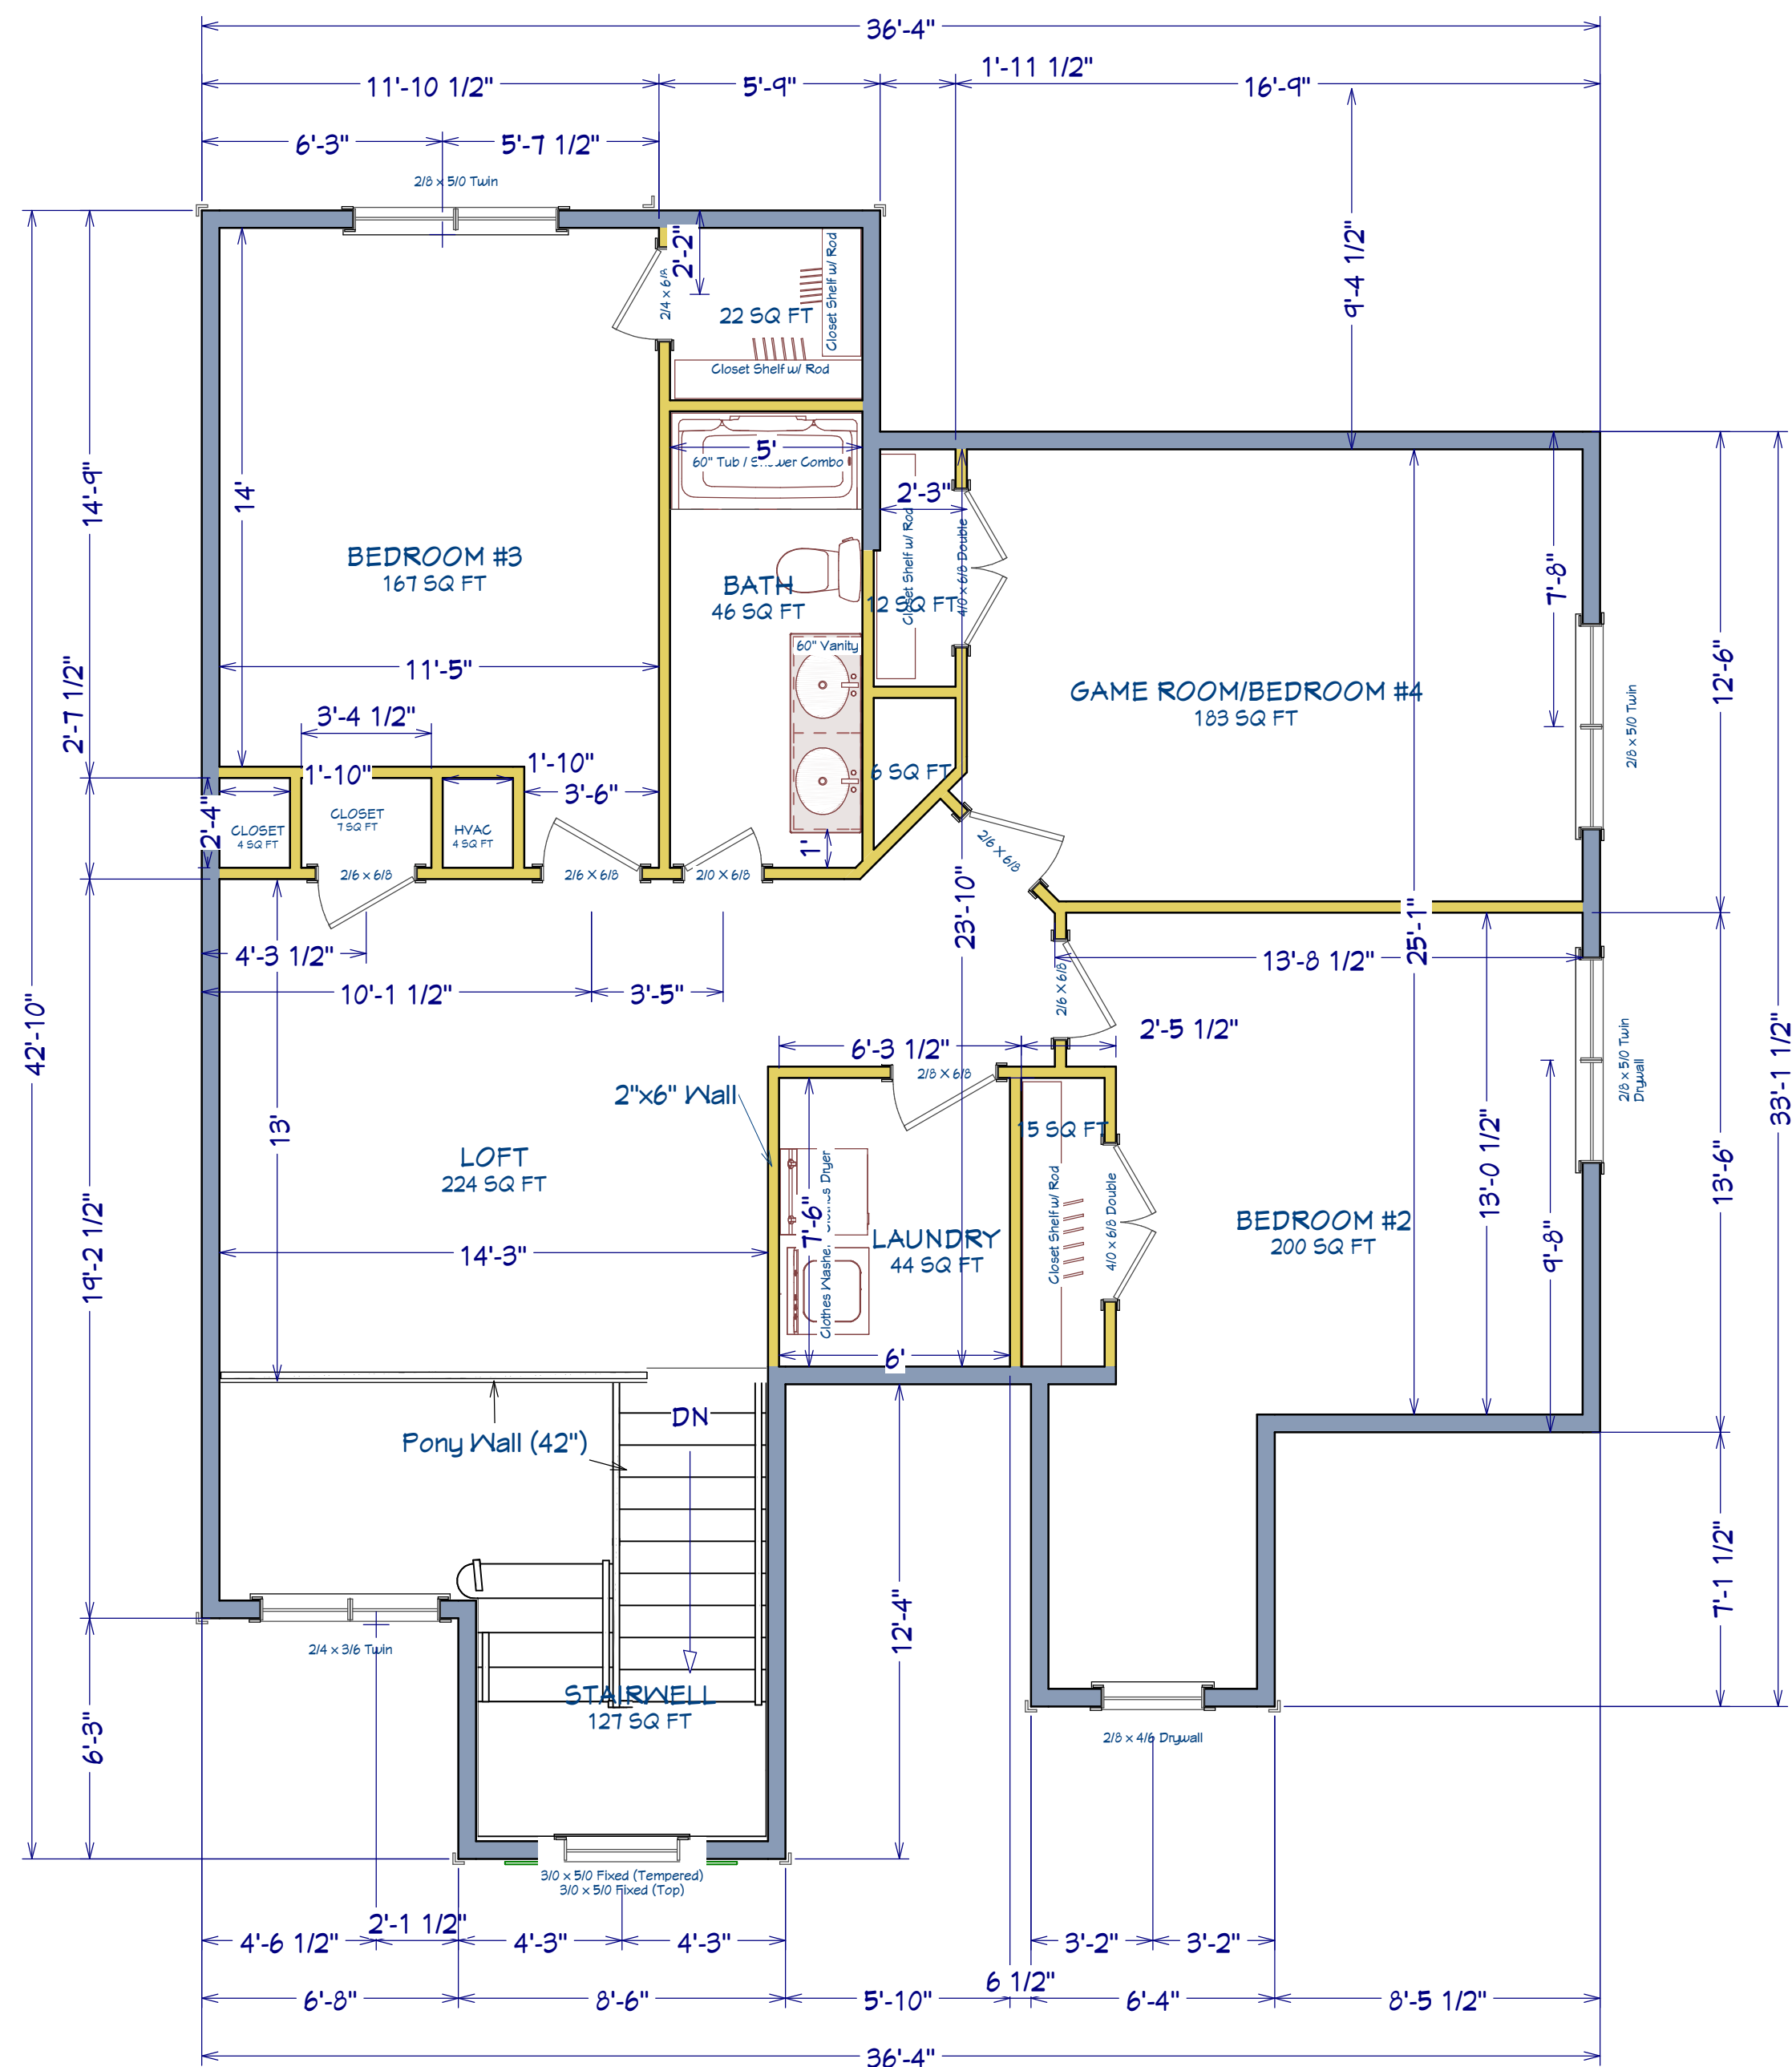 36'-4"
11'-10 1/2"
5'-9"
1'-11 1/2"
16'-9"
6'-3"
5'-7 1/2"
2/8 x 5/0 Twin
2'-2"
2/4 x 6/8
22 SQ FT
Closet Shelf w/ Rod
Closet Shelf w/ Rod
9'-4 1/2"
14'-9"
14'
5'
60" Tub / Shower Combo
2'-3"
Closet Shelf w/ Rod
4/0 x 6/8 Double
BEDROOM #3
167 SQ FT
BATH
46 SQ FT
12 SQ FT
7'-8"
12'-6"
60" Vanity
11'-5"
GAME ROOM/BEDROOM #4
183 SQ FT
2/8 x 5/0 Twin
2'-7 1/2"
3'-4 1/2"
1'-10"
1'-10"
3'-6"
6 SQ FT
2'-4"
CLOSET
4 SQ FT
CLOSET
7 SQ FT
HVAC
4 SQ FT
1'
2/6 X 6/8
2/6 X 6/8
2/0 X 6/8
2/6 X 6/8
23'-10"
25'-1"
4'-3 1/2"
13'-8 1/2"
10'-1 1/2"
3'-5"
2/6 X 6/8
2'-5 1/2"
42'-10"
6'-3 1/2"
2/8 X 6/8
33'-1 1/2"
2/8 x 5/0 Twin
Drywall
2"x6" Wall
13'
15 SQ FT
LOFT
224 SQ FT
Clothes Dryer
7'-6"
Clothes Washer
LAUNDRY
44 SQ FT
Closet Shelf w/ Rod
4/0 x 6/8 Double
BEDROOM #2
200 SQ FT
13'-0 1/2"
9'-8"
13'-6"
19'-2 1/2"
14'-3"
6'
DN
Pony Wall (42")
12'-4"
7'-1 1/2"
2/4 x 3/6 Twin
STAIRWELL
127 SQ FT
6'-3"
2/8 x 4/6 Drywall
3/0 x 5/0 Fixed (Tempered)
3/0 x 5/0 Fixed (Top)
4'-6 1/2"
2'-1 1/2"
4'-3"
4'-3"
3'-2"
3'-2"
6'-8"
8'-6"
5'-10"
6 1/2"
6'-4"
8'-5 1/2"
36'-4"